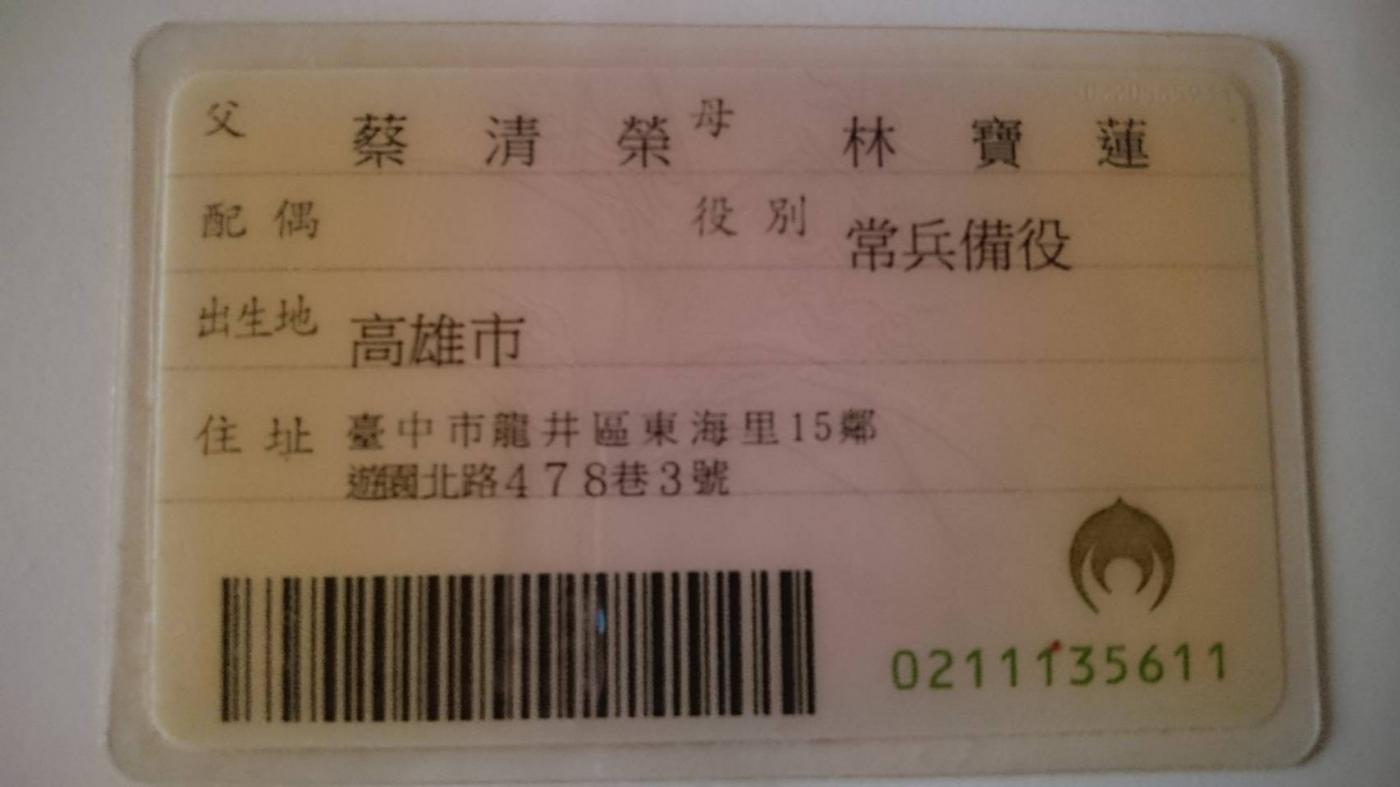 父 蔡清榮 母 林寶蓮
配偶 役別 常兵備役
出生地 高雄市
住址 臺中市龍井區東海里15鄰
遊園北路478巷3號
0211135611